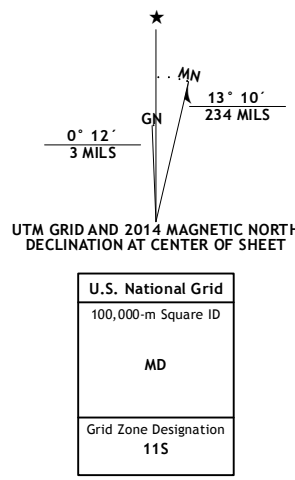 ★
MN
GN
13° 10´
234 MILS
0° 12´
3 MILS
UTM GRID AND 2014 MAGNETIC NORTH
DECLINATION AT CENTER OF SHEET
U.S. National Grid
100,000-m Square ID
MD
Grid Zone Designation
11S